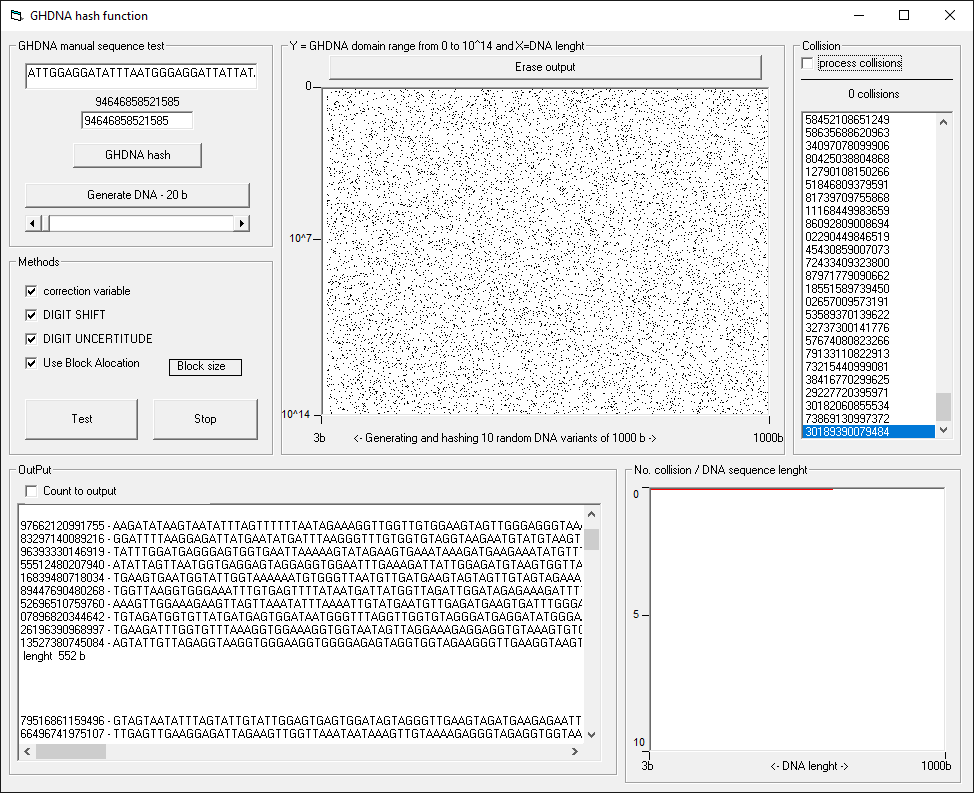 GHDNA hash function
GHDNA manual sequence test
ATTGGAGGATATTTAATGGGAGGATTATTAT.
94646858521585
94646858521585
GHDNA hash
Generate DNA - 20 b
Methods
correction variable
DIGIT SHIFT
DIGIT UNCERTITUDE
Use Block Alocation
Block size
Test
Stop
Y = GHDNA domain range from 0 to 10^14 and X=DNA lenght
Erase output
0
10^7
10^14
3b
<- Generating and hashing 10 random DNA variants of 1000 b ->
1000b
Collision
process collisions
0 collisions
58452108651249
58635688620963
34097078099906
80425038804868
12790108150266
51846809379591
81739709755868
11168449983659
86092809008694
02290449846519
45430859007073
72433409323800
87971779090662
18551589739450
02657009573191
53589370139622
32737300141776
57674080823266
79133110822913
73215440999081
38416770299625
29227720395971
30182060855534
73869130997372
30189390079484
OutPut
Count to output
97662120991755 - AAGATATAAGTAATATTTAGTTTTTTAATAGAAAGGTTGGTTGTGGAAGTAGTTGGGAGGGTAA
83297140089216 - GGATTTTAAGGAGATTATGAATATGATTTAAGGGTTTGTGGTGTAGGTAAGAATGTATGTAAGT
96393330146919 - TATTTGGATGAGGGAGTGGTGAATTAAAAAGTATAGAAGTGAAATAAAGATGAAGAAATATGTT
55512480207940 - ATATTAGTTAATGGTGAGGAGTAGGAGGTGGAATTTGAAAGATATTGGAGATGTAAGTGGTTA
16839480718034 - TGAAGTGAATGGTATTGGTAAAAAATGTGGGTTAATGTTGATGAAGTAGTAGTTGTAGTAGAAA
89447690480268 - TGGTTAAGGTGGGAAATTTGTGAGTTTTATAATGATTATGGTTAGATTGGATAGAGAAAGATTT
52696510759760 - AAAGTTGGAAAGAAGTTAGTTAAATATTTAAAATTGTATGAATGTTGAGATGAAGTGATTTGGGA
07896820344642 - TGTAGATGGTGTTATGATGAGTGGATAATGGGTTTAGGTTGGTGTAGGGATGAGGATATGGGA
26196390968997 - TGAAGATTTGGTGTTTAAAGGTGGAAAGGTGGTAATAGTTAGGAAAGAGGAGGTGTAAAGTGT
13527380745084 - AGTATTGTTAGAGGTAAGGTGGGAAGGTGGGGAGAGTAGGTGGTAGAAGGGTTGAAGGTAAGT
lenght  552 b
79516861159496 - GTAGTAATATTTAGTATTGTATTGGAGTGAGTGGATAGTAGGGTTGAAGTAGATGAAGAGAATT
66496741975107 - TTGAGTTGAAGGAGATTAGAAGTTGGTTAAATAATAAAGTTGTAAAAGAGGGTAGAGGTGGTAA
No. collision / DNA sequence lenght
0
5
10
3b
<- DNA lenght ->
1000b